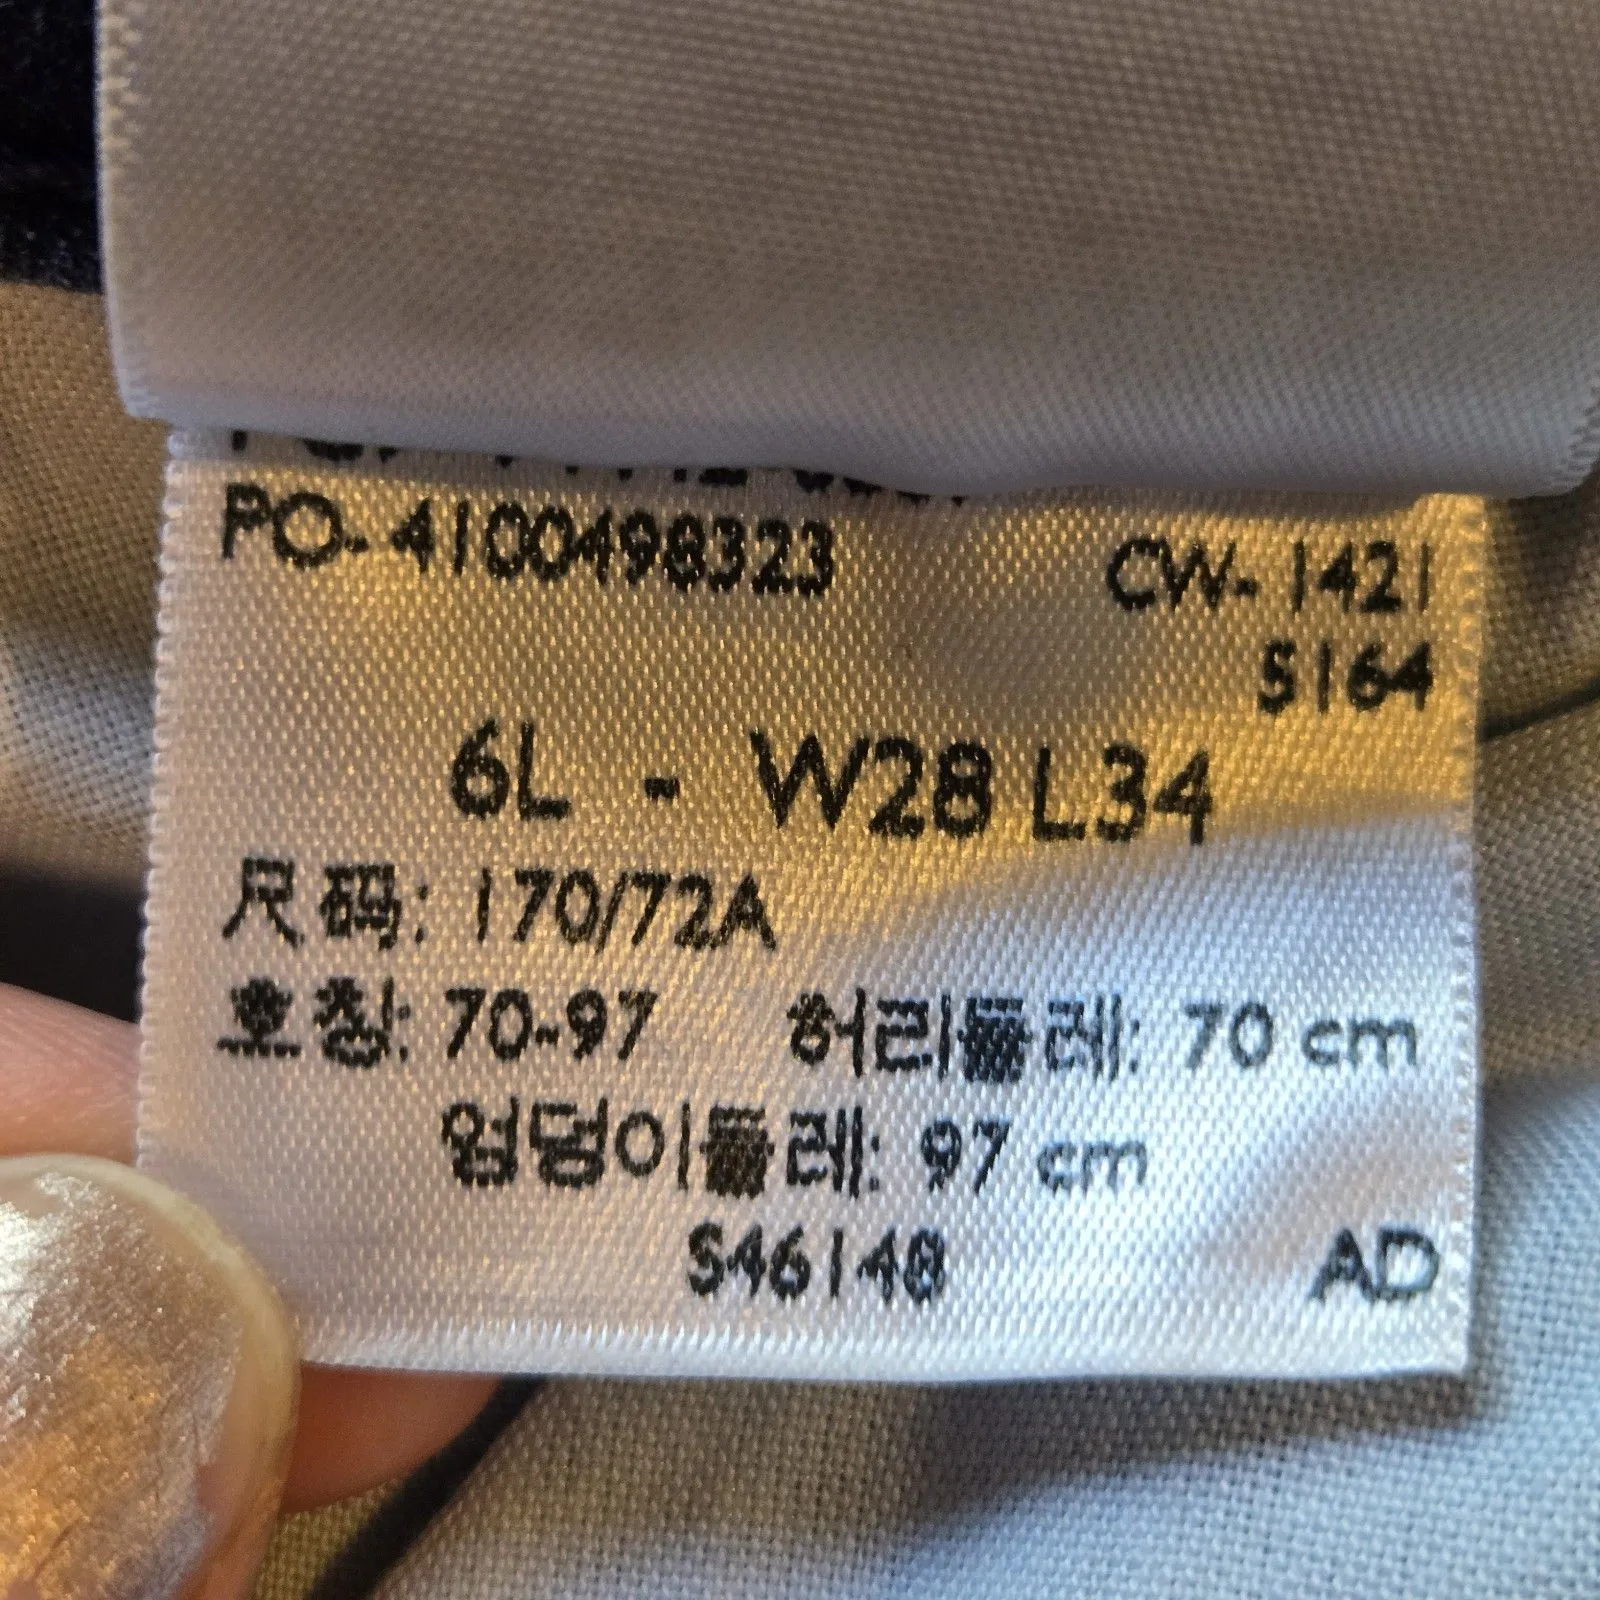 PO-4100498323 CW-1421
5164
6L - W28 L34
尺码: 170/72A
호칭: 70-97 허리둘레: 70 cm
엉덩이둘레: 97 cm
S46148 AD